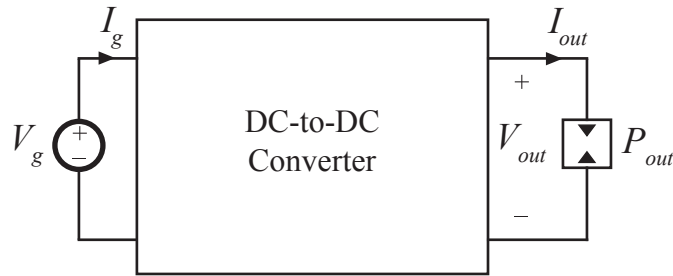 I_g
I_out
+
V_g
+
−
DC-to-DC
Converter
V_out
P_out
−